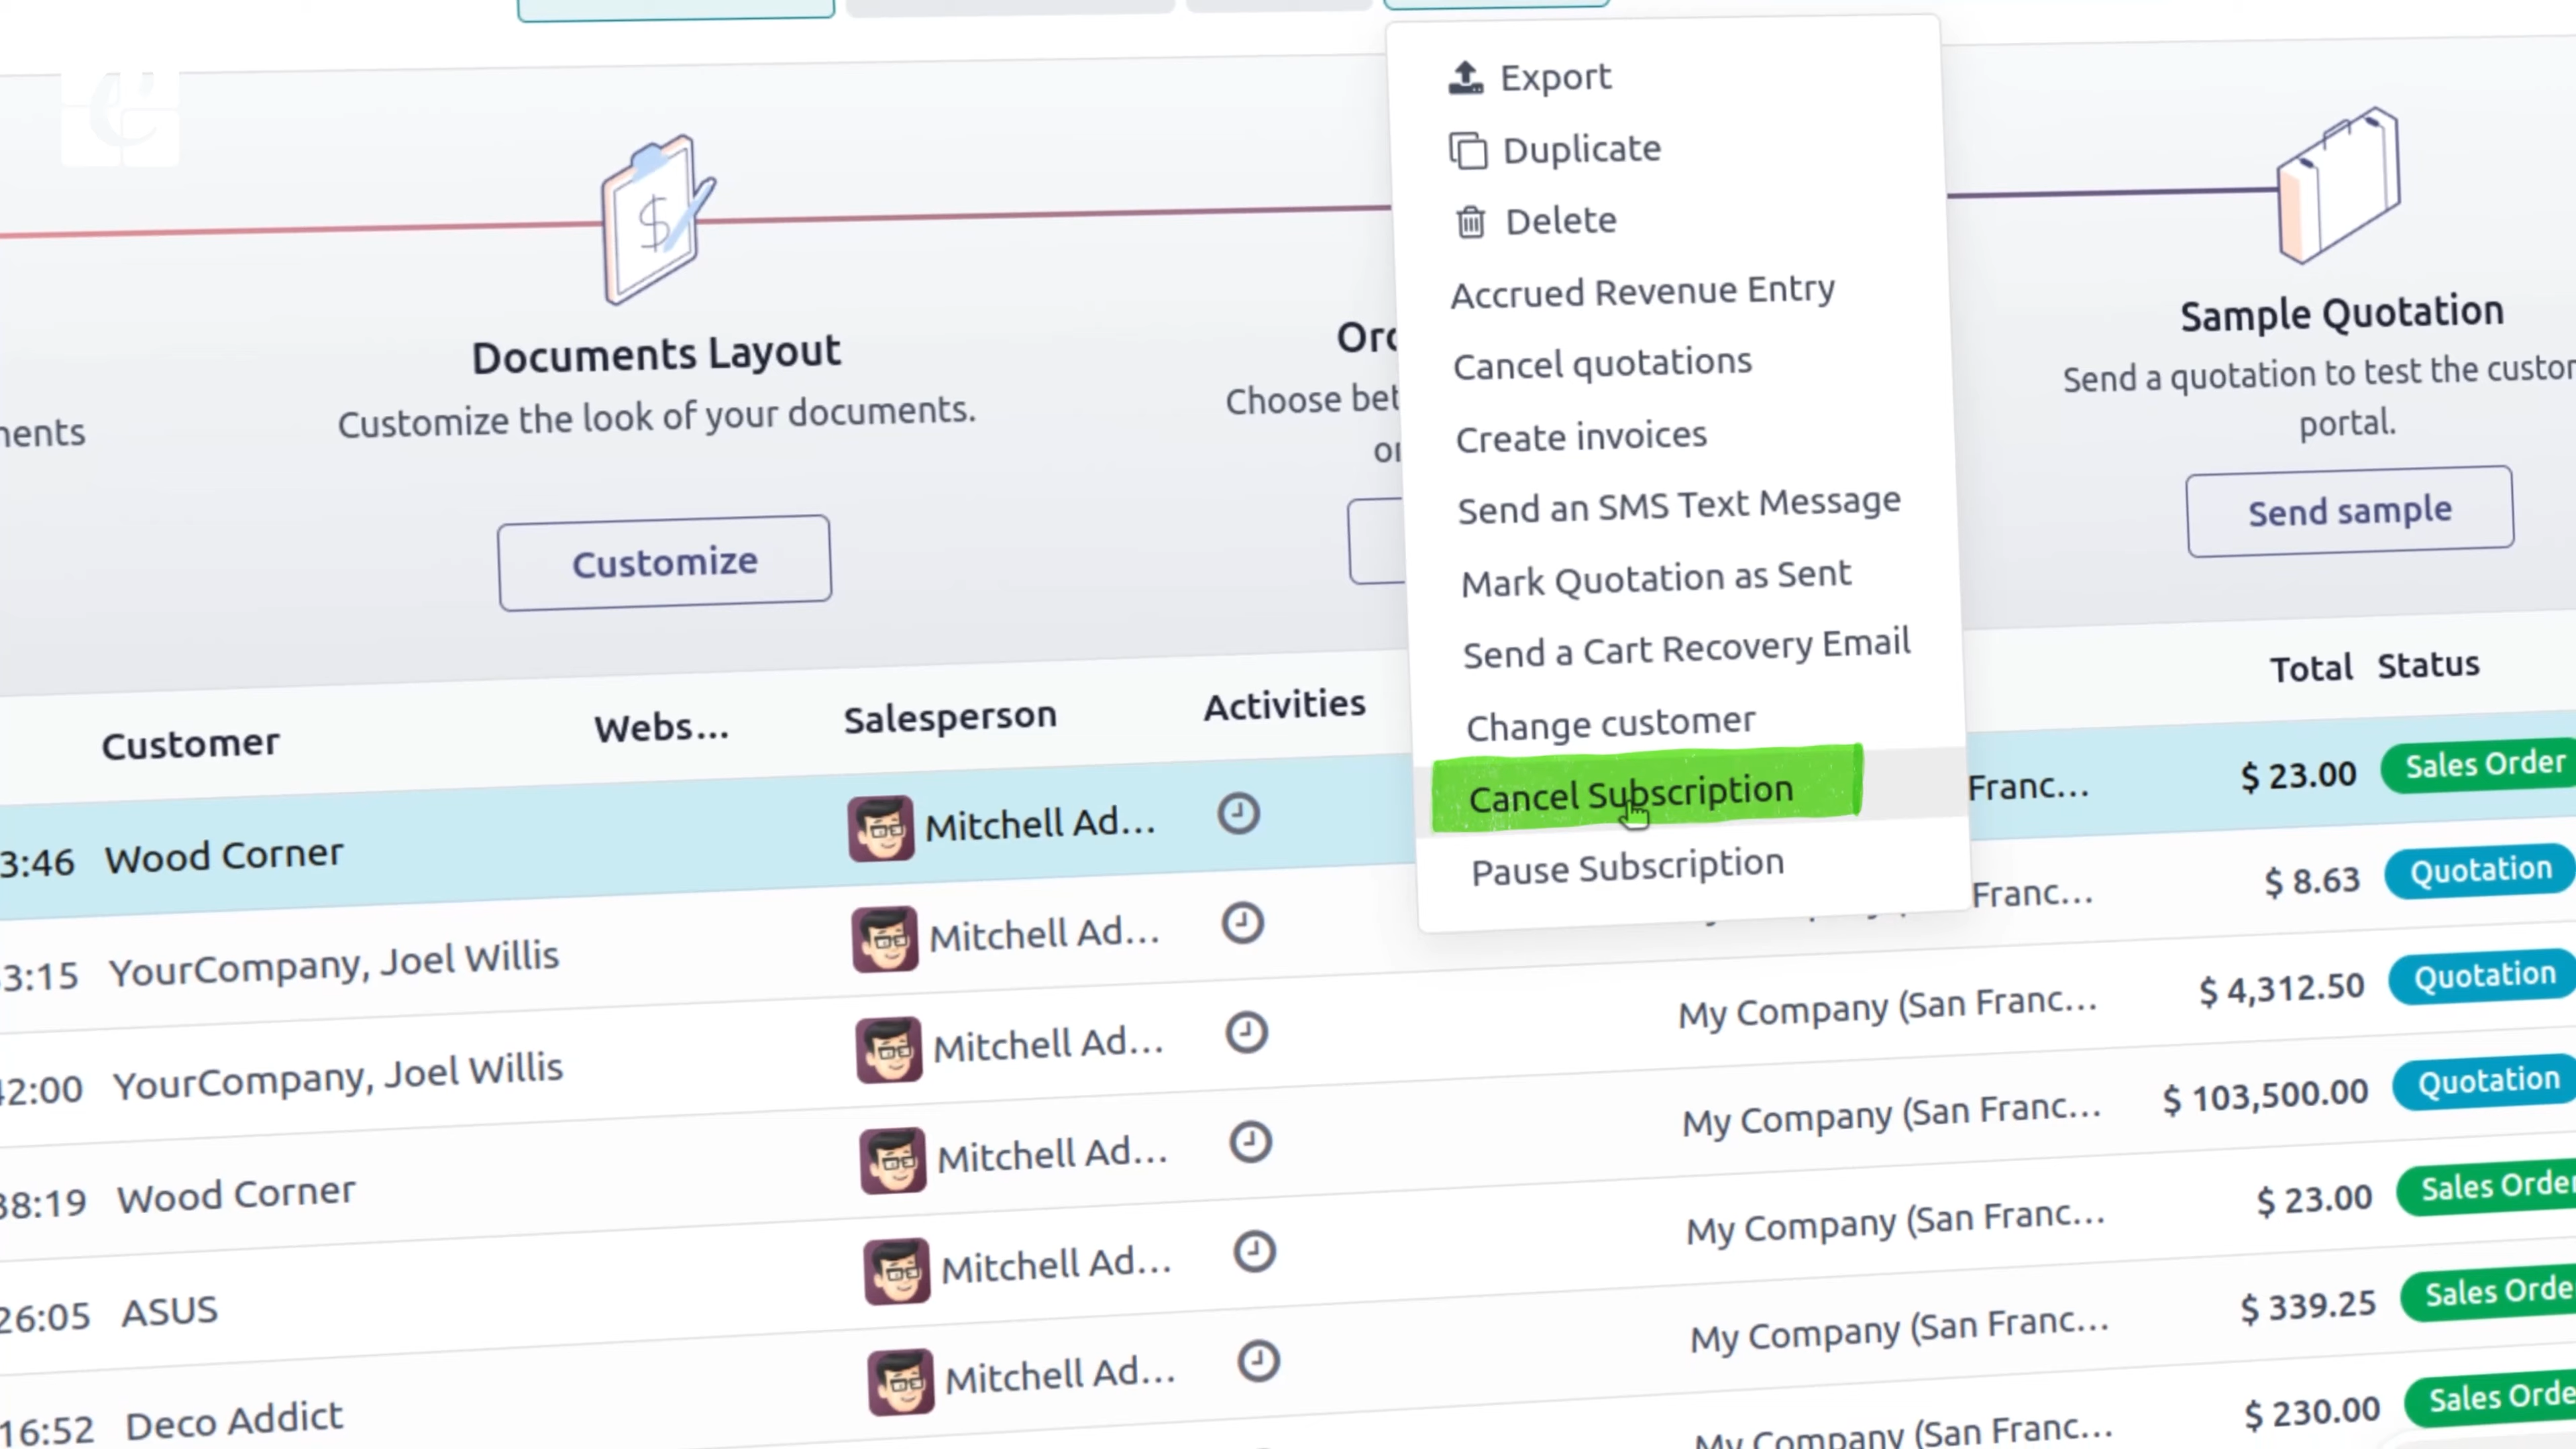 Export
Duplicate
Delete
Accrued Revenue Entry
Cancel quotations
Create invoices
Send an SMS Text Message
Mark Quotation as Sent
Send a Cart Recovery Email
Change customer
Cancel Subscription
Pause Subscription
Documents Layout
Customize the look of your documents.
Customize
Sample Quotation
Send a quotation to test the custor
portal.
Send sample
Customer Webs... Salesperson Activities Total Status
3:46 Wood Corner Mitchell Ad... Franc... $ 23.00 Sales Order
3:15 YourCompany, Joel Willis Mitchell Ad... Franc... $ 8.63 Quotation
42:00 YourCompany, Joel Willis Mitchell Ad... My Company (San Franc... $ 4,312.50 Quotation
38:19 Wood Corner Mitchell Ad... My Company (San Franc... $ 103,500.00 Quotation
26:05 ASUS Mitchell Ad... My Company (San Franc... $ 23.00 Sales Order
16:52 Deco Addict Mitchell Ad... My Company (San Franc... $ 339.25 Sales Orde
My Company (San Franc... $ 230.00 Sales Orde